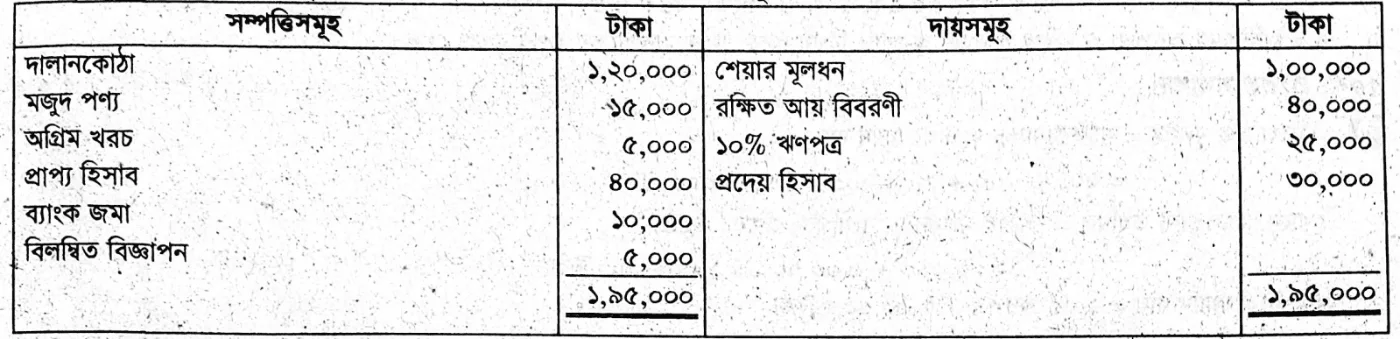 সম্পত্তিসমূহ টাকা দায়সমূহ টাকা
দালানকোঠা ১,২০,০০০ শেয়ার মূলধন ১,০০,০০০
মজুদ পণ্য ১৫,০০০ রক্ষিত আয় বিবরণী ৪০,০০০
অগ্রিম খরচ ৫,০০০ ১০% ঋণপত্র ২৫,০০০
প্রাপ্য হিসাব ৪০,০০০ প্রদেয় হিসাব ৩০,০০০
ব্যাংক জমা ১০,০০০
বিলম্বিত বিজ্ঞাপন ৫,০০০
১,৯৫,০০০ ১,৯৫,০০০